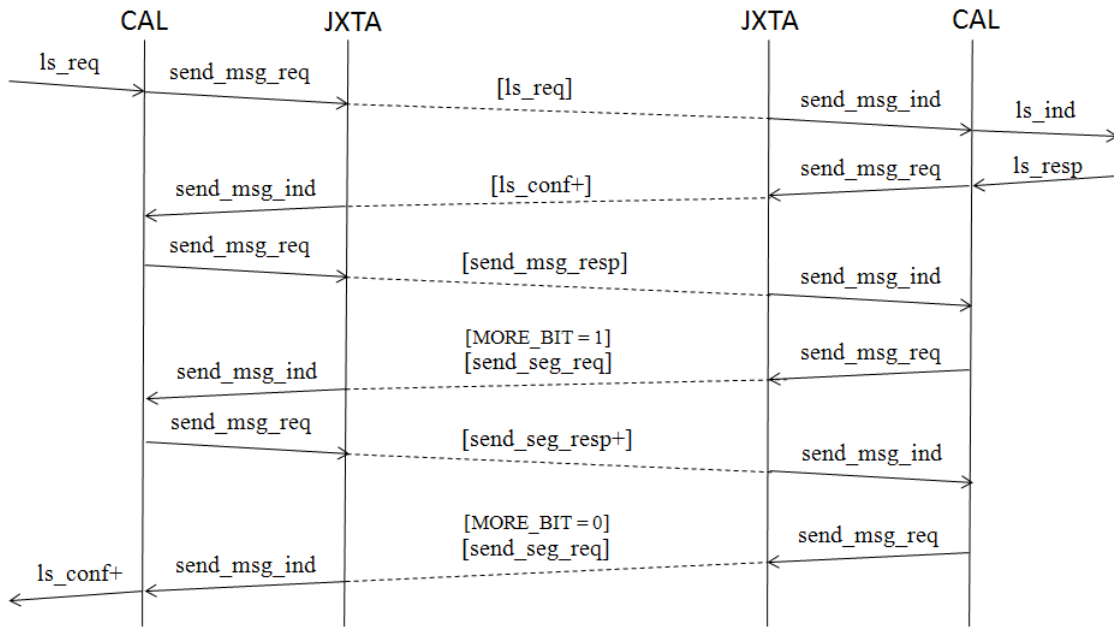 CAL JXTA JXTA CAL
ls_req send_msg_req [ls_req] send_msg_ind ls_ind
send_msg_ind [ls_conf+] send_msg_req ls_resp
send_msg_req [send_msg_resp] send_msg_ind
[MORE_BIT = 1]
send_msg_ind [send_seg_req] send_msg_req
send_msg_req [send_seg_resp+] send_msg_ind
[MORE_BIT = 0]
ls_conf+ send_msg_ind [send_seg_req] send_msg_req